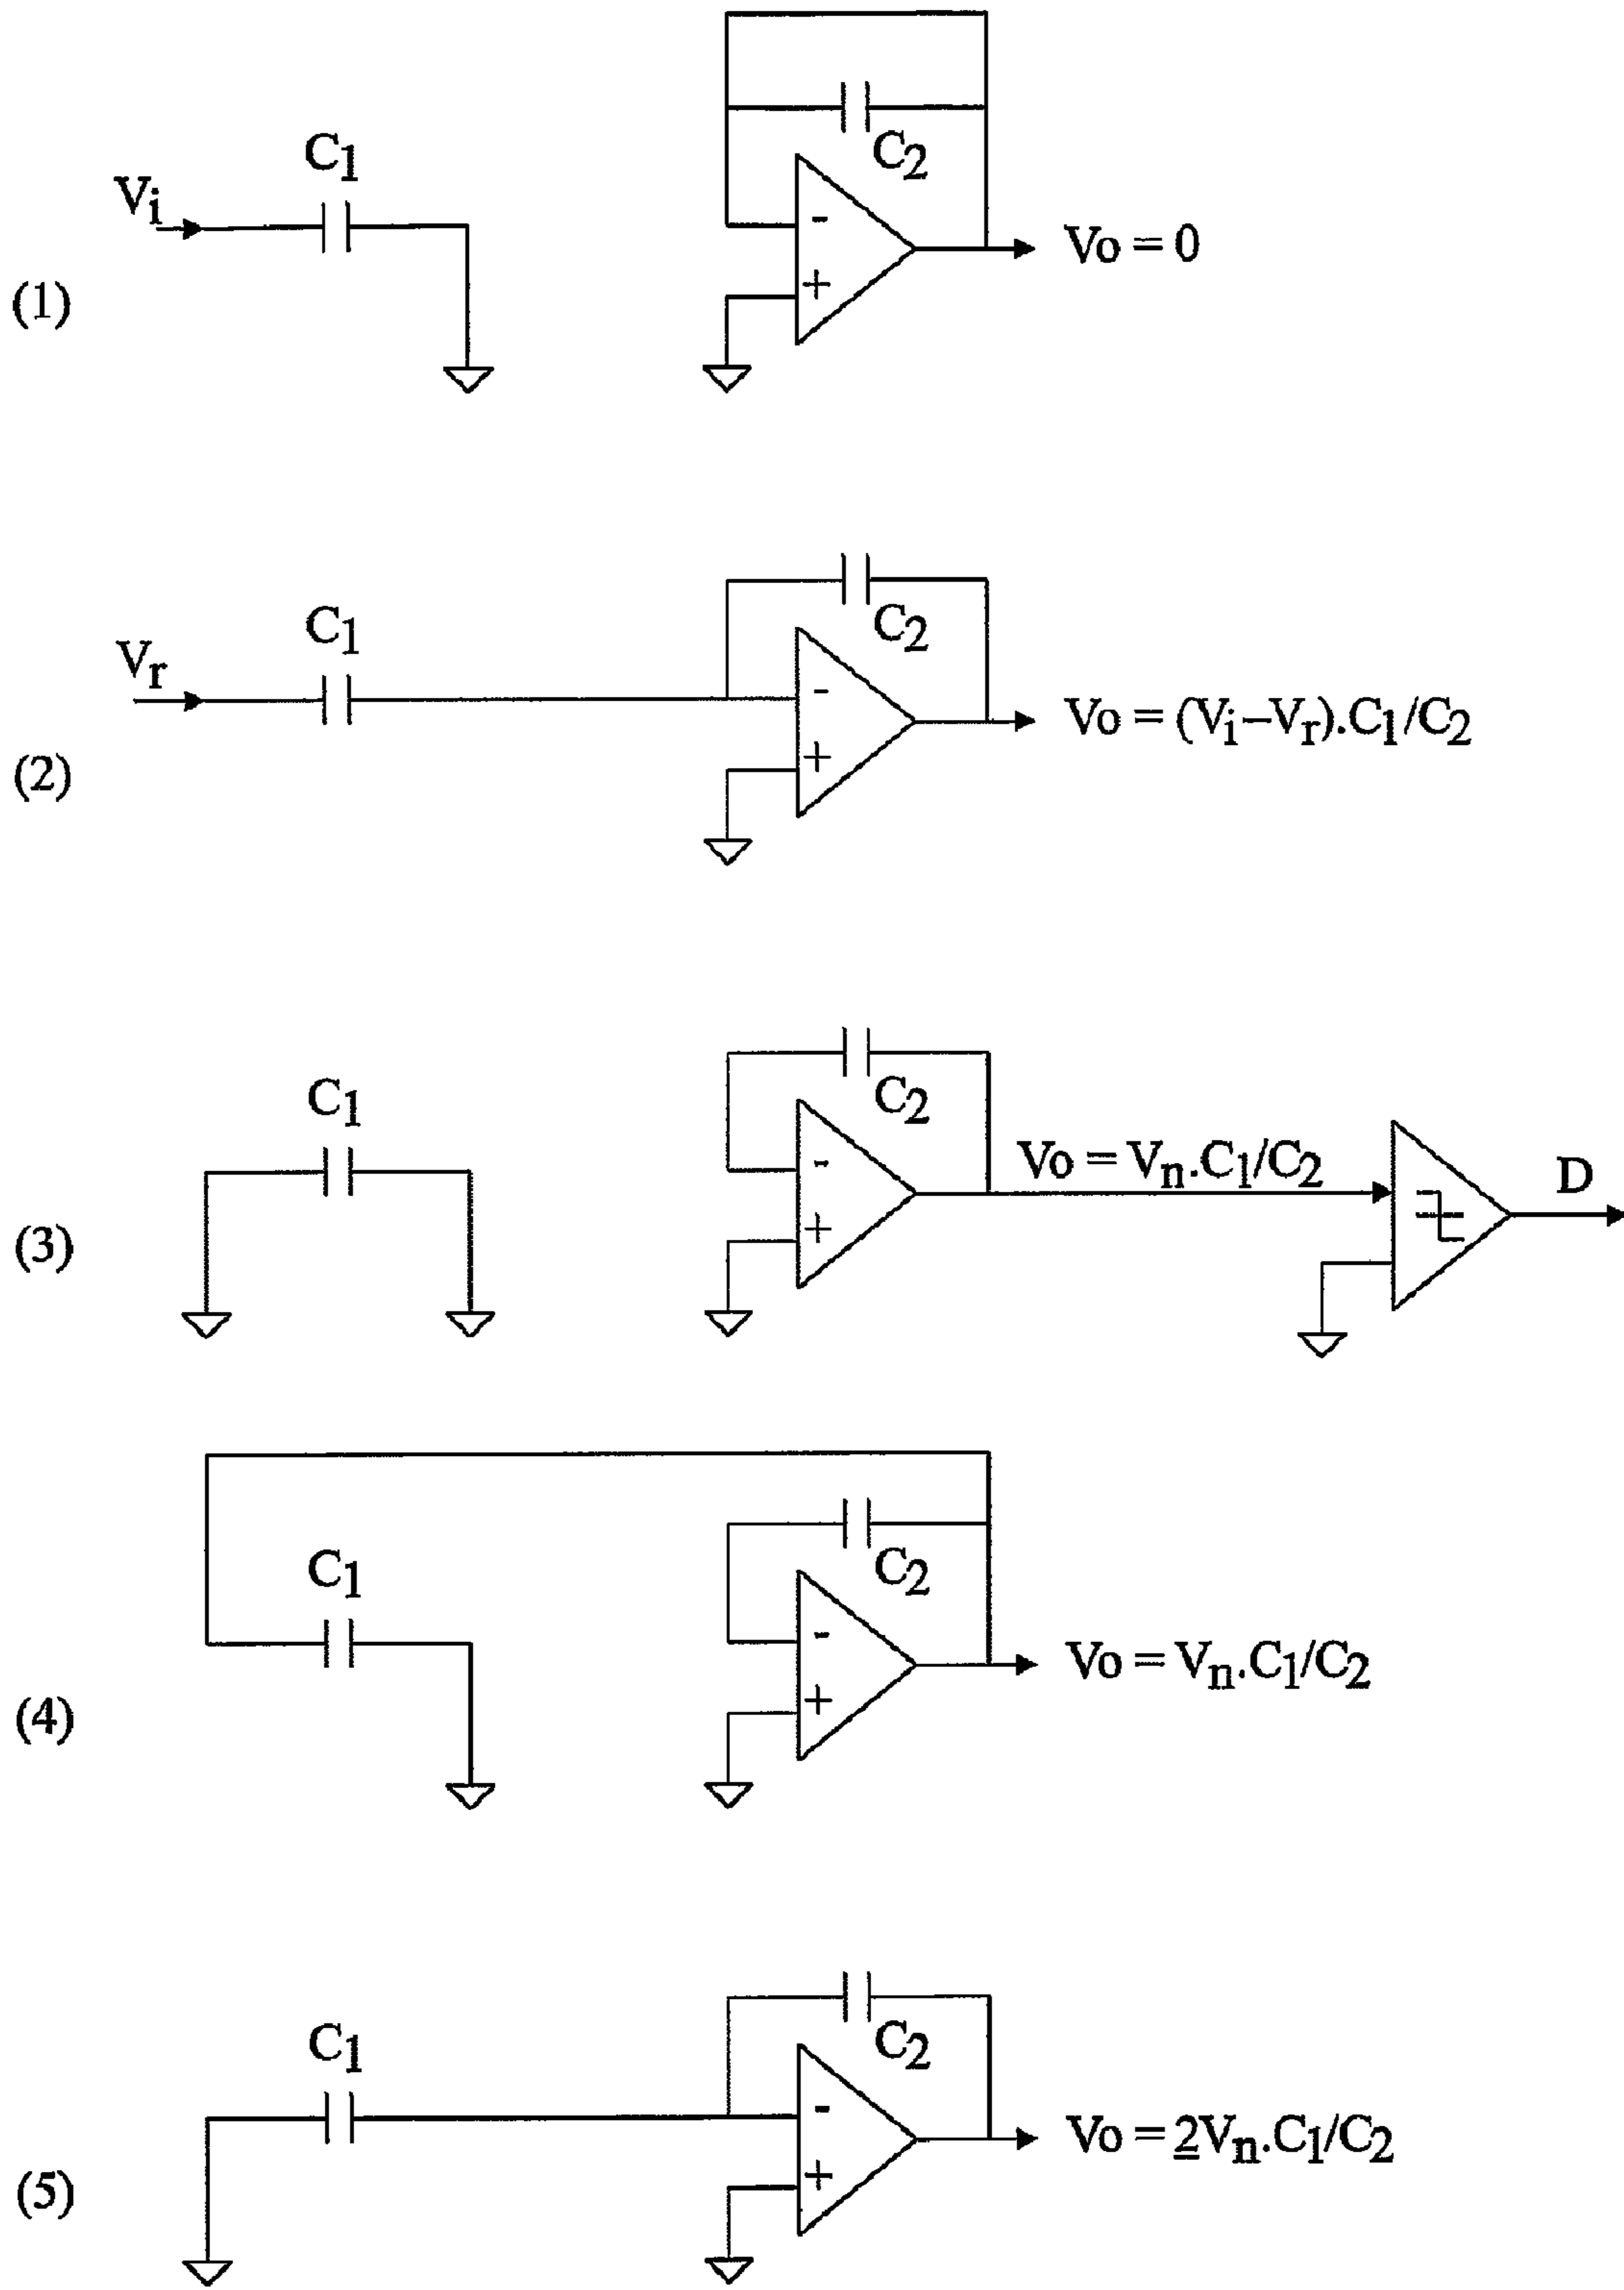 C₁
C₂
Vᵢ
- 
+
Vo = 0
(1)
C₁
C₂
Vᵣ
-
+
Vo = (Vᵢ–Vᵣ).C₁/C₂
(2)
C₁
C₂
-
+
Vo = Vₙ.C₁/C₂
D
(3)
C₁
C₂
-
+
Vo = Vₙ.C₁/C₂
(4)
C₁
C₂
-
+
Vo = 2Vₙ.C₁/C₂
(5)